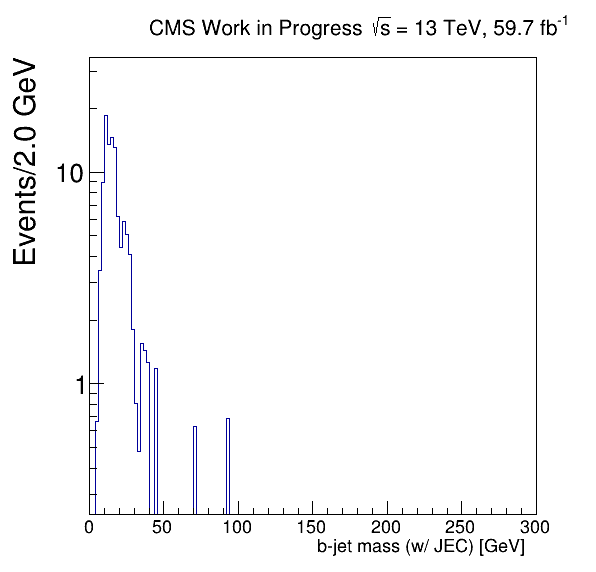 CMS Work in Progress √s = 13 TeV, 59.7 fb⁻¹
Events/2.0 GeV
10
1
0 50 100 150 200 250 300
b-jet mass (w/ JEC) [GeV]